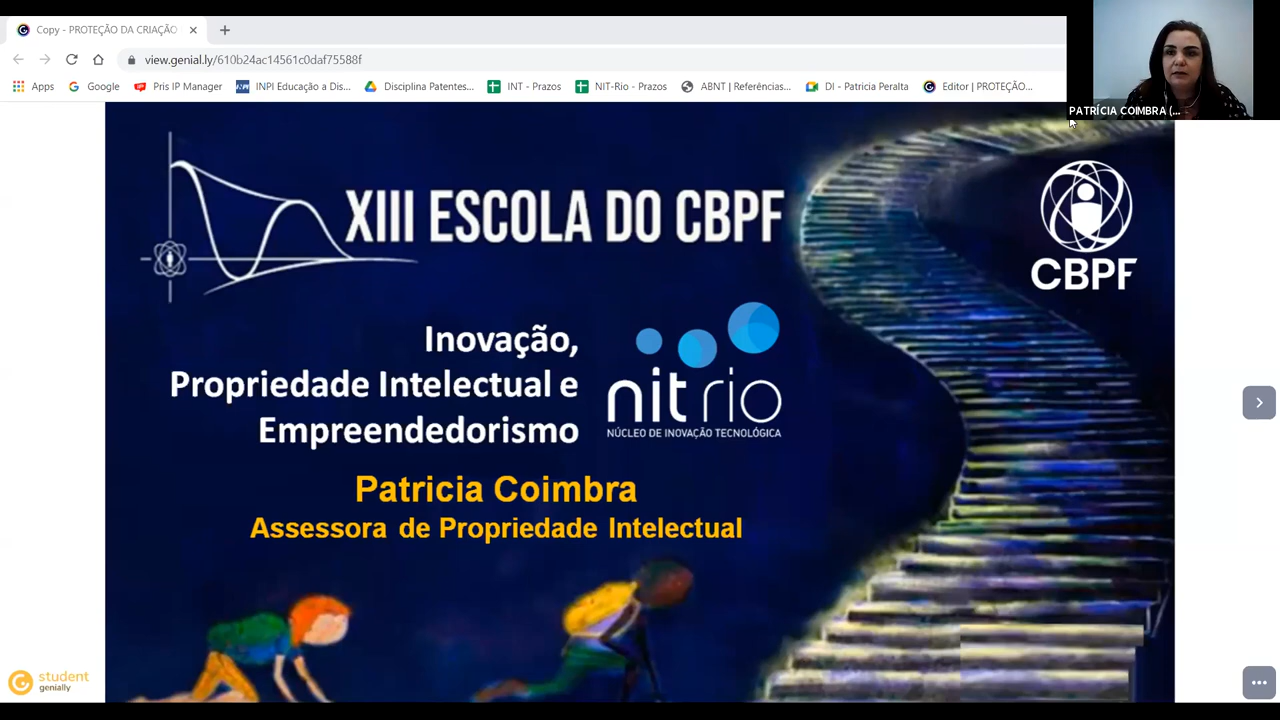 Copy - PROTEÇÃO DA CRIAÇÃO
view.genial.ly/610b24ac14561c0daf75588f
Apps
Google
Pris IP Manager
INPI Educação a Dis...
Disciplina Patentes...
INT - Prazos
NIT-Rio - Prazos
ABNT | Referências...
DI - Patricia Peralta
Editor | PROTEÇÃO...
PATRÍCIA COIMBRA (...
XIII ESCOLA DO CBPF
CBPF
Inovação,
Propriedade Intelectual e
Empreendedorismo
nitrio
NÚCLEO DE INOVAÇÃO TECNOLÓGICA
Patricia Coimbra
Assessora de Propriedade Intelectual
student
genially